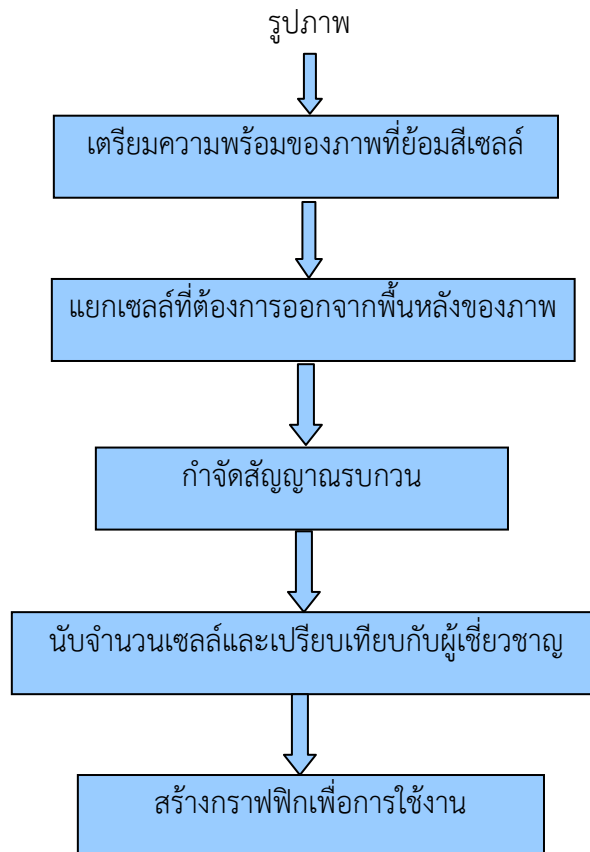 รูปภาพ
เตรียมความพร้อมของภาพที่ย้อมสีเซลล์
แยกเซลล์ที่ต้องการออกจากพื้นหลังของภาพ
กำจัดสัญญาณรบกวน
นับจำนวนเซลล์และเปรียบเทียบกับผู้เชี่ยวชาญ
สร้างกราฟฟิกเพื่อการใช้งาน